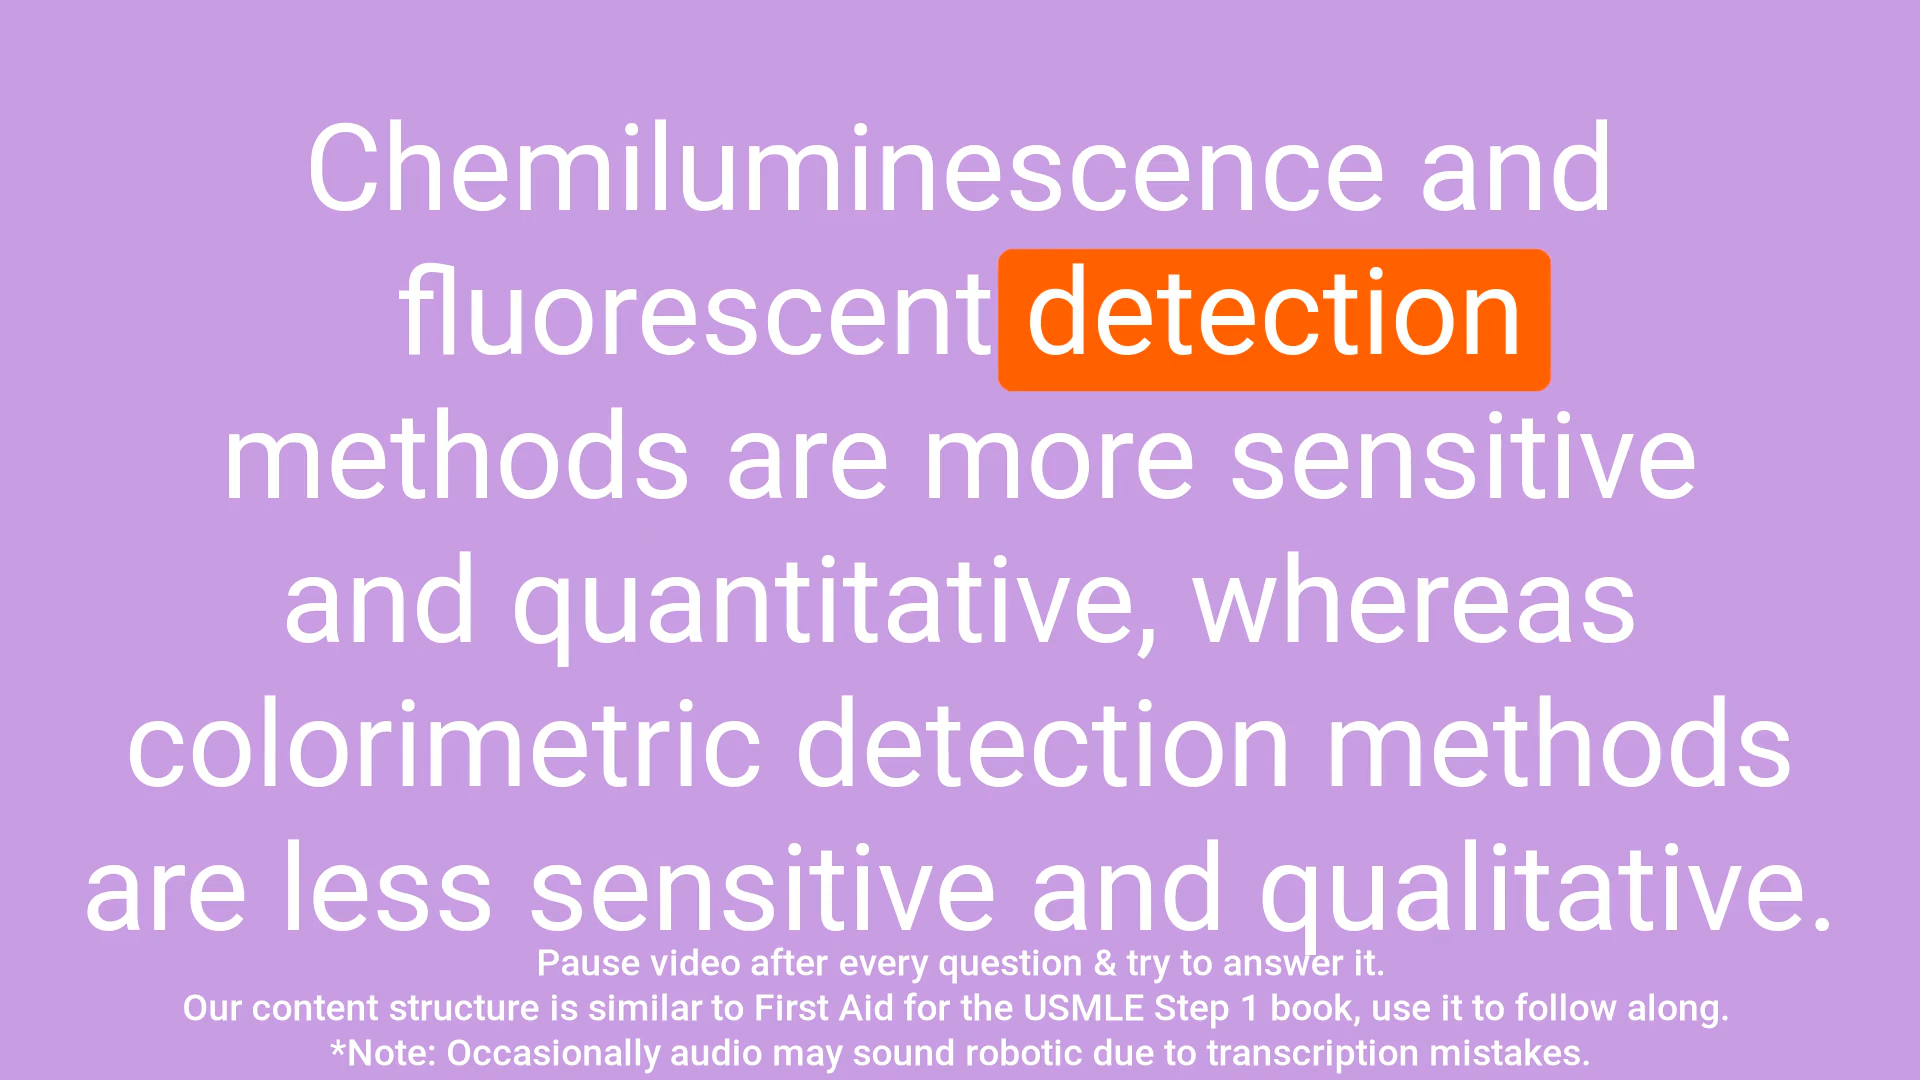 Chemiluminescence and
fluorescent detection
methods are more sensitive
and quantitative, whereas
colorimetric detection methods
are less sensitive and qualitative.
Pause video after every question & try to answer it.
Our content structure is similar to First Aid for the USMLE Step 1 book, use it to follow along.
*Note: Occasionally audio may sound robotic due to transcription mistakes.